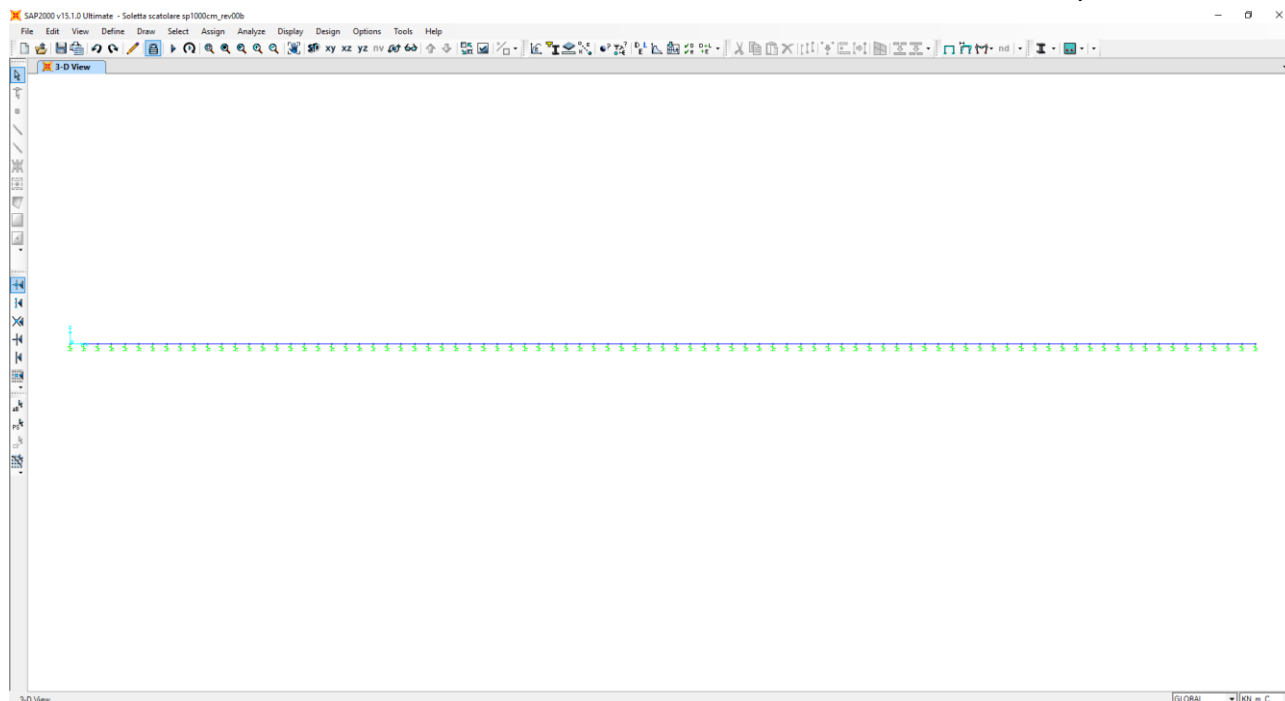 SAP2000 v15.1.0 Ultimate - Soletta scatolare sp1000cm_rev00b
File Edit View Define Draw Select Assign Analyze Display Design Options Tools Help
xy xz yz nv nd
3-D View
3-D View GLOBAL